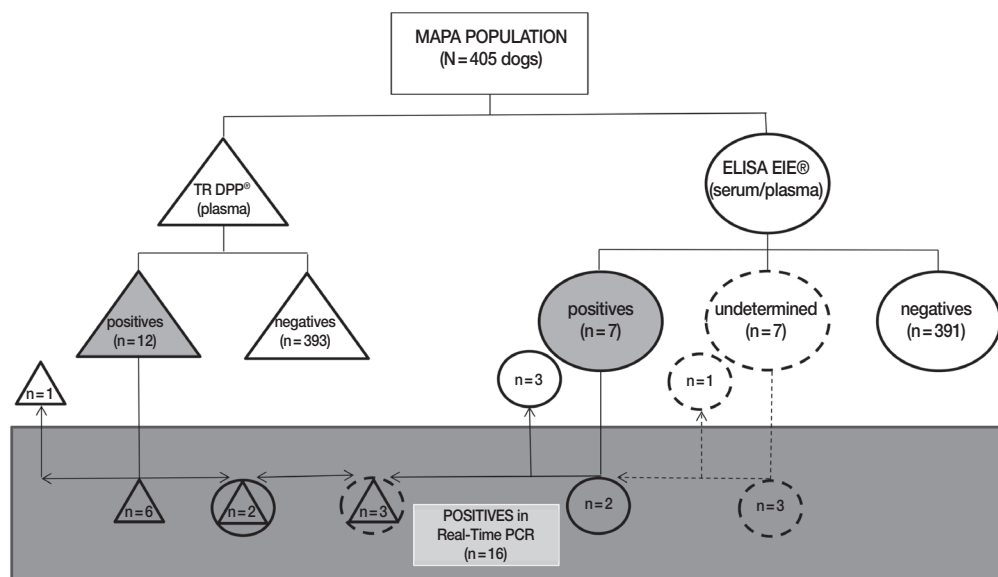 MAPA POPULATION
(N = 405 dogs)
TR DPP®
(plasma)
ELISA EIE®
(serum/plasma)
positives
(n = 12)
negatives
(n = 393)
positives
(n = 7)
undetermined
(n = 7)
negatives
(n = 391)
n = 1
n = 3
n = 1
n = 6
n = 2
n = 3
n = 2
n = 3
POSITIVES in
Real-Time PCR
(n = 16)